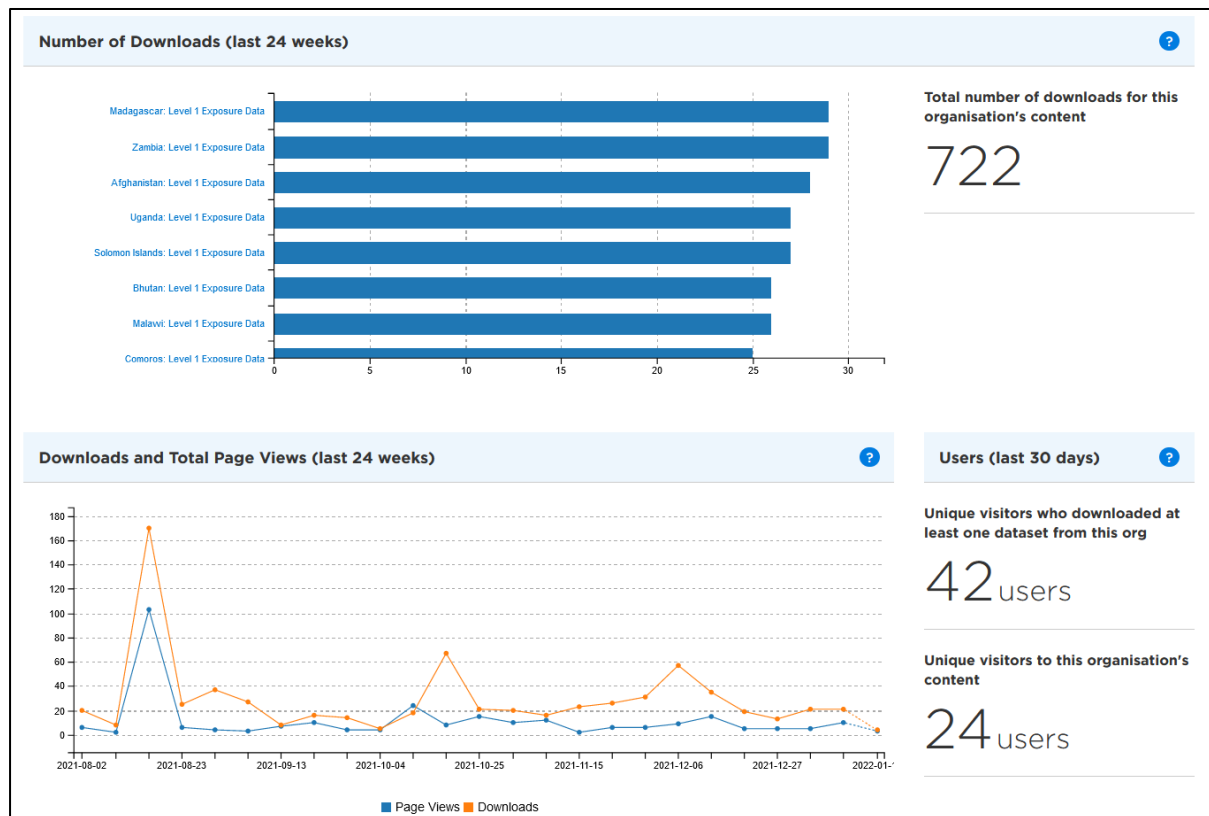 Number of Downloads (last 24 weeks)
?
Madagascar: Level 1 Exposure Data
Zambia: Level 1 Exposure Data
Afghanistan: Level 1 Exposure Data
Uganda: Level 1 Exposure Data
Solomon Islands: Level 1 Exposure Data
Bhutan: Level 1 Exposure Data
Malawi: Level 1 Exposure Data
Comoros: Level 1 Exposure Data
0 5 10 15 20 25 30
Total number of downloads for this
organisation's content
722
Downloads and Total Page Views (last 24 weeks)
?
180
160
140
120
100
80
60
40
20
0
2021-08-02 2021-08-23 2021-09-13 2021-10-04 2021-10-25 2021-11-15 2021-12-06 2021-12-27 2022-01-1
Page Views Downloads
Users (last 30 days)
?
Unique visitors who downloaded at
least one dataset from this org
42 users
Unique visitors to this organisation's
content
24 users